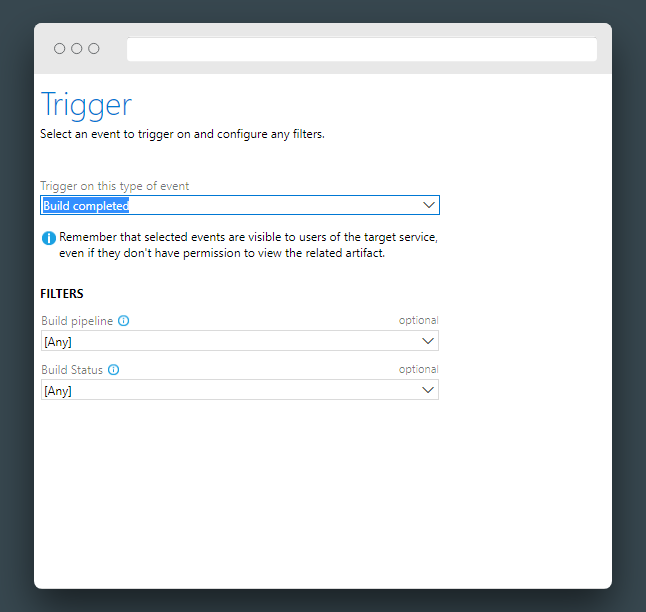 Trigger
Select an event to trigger on and configure any filters.
Trigger on this type of event
Build completed
Remember that selected events are visible to users of the target service,
even if they don't have permission to view the related artifact.
FILTERS
Build pipeline optional
[Any]
Build Status optional
[Any]